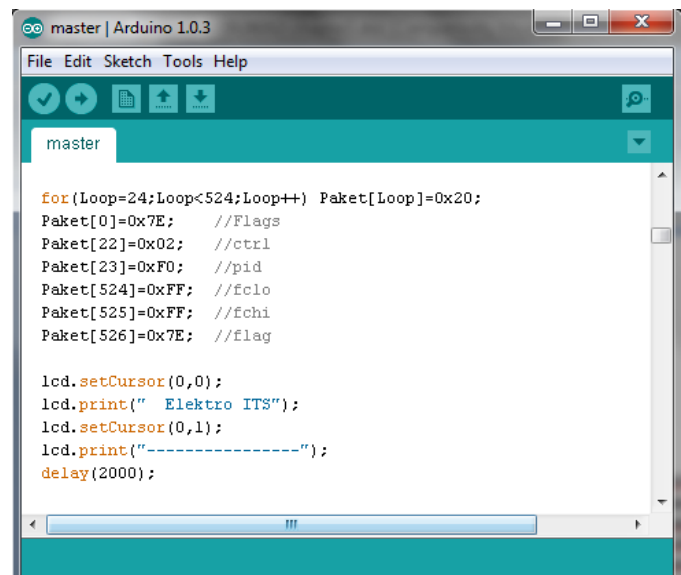 master | Arduino 1.0.3
File Edit Sketch Tools Help
master
for(Loop=24;Loop<524;Loop++) Paket[Loop]=0x20;
Paket[0]=0x7E; //Flags
Paket[22]=0x02; //ctrl
Paket[23]=0xF0; //pid
Paket[524]=0xFF; //fclo
Paket[525]=0xFF; //fchi
Paket[526]=0x7E; //flag
lcd.setCursor(0,0);
lcd.print("  Elektro ITS");
lcd.setCursor(0,1);
lcd.print("----------------");
delay(2000);